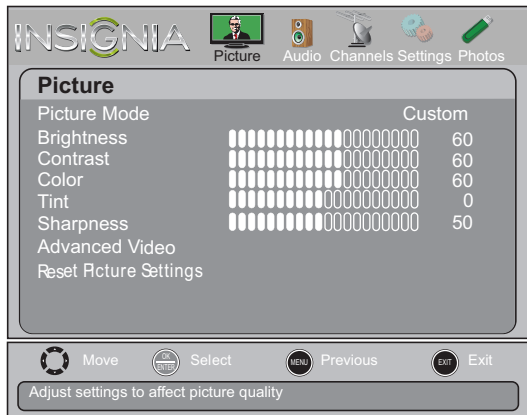 INSIGNIA
Picture Audio Channels Settings Photos
Picture
Picture Mode Custom
Brightness 60
Contrast 60
Color 60
Tint 0
Sharpness 50
Advanced Video
Reset Picture Settings
Move OK ENTER Select MENU Previous EXIT Exit
Adjust settings to affect picture quality